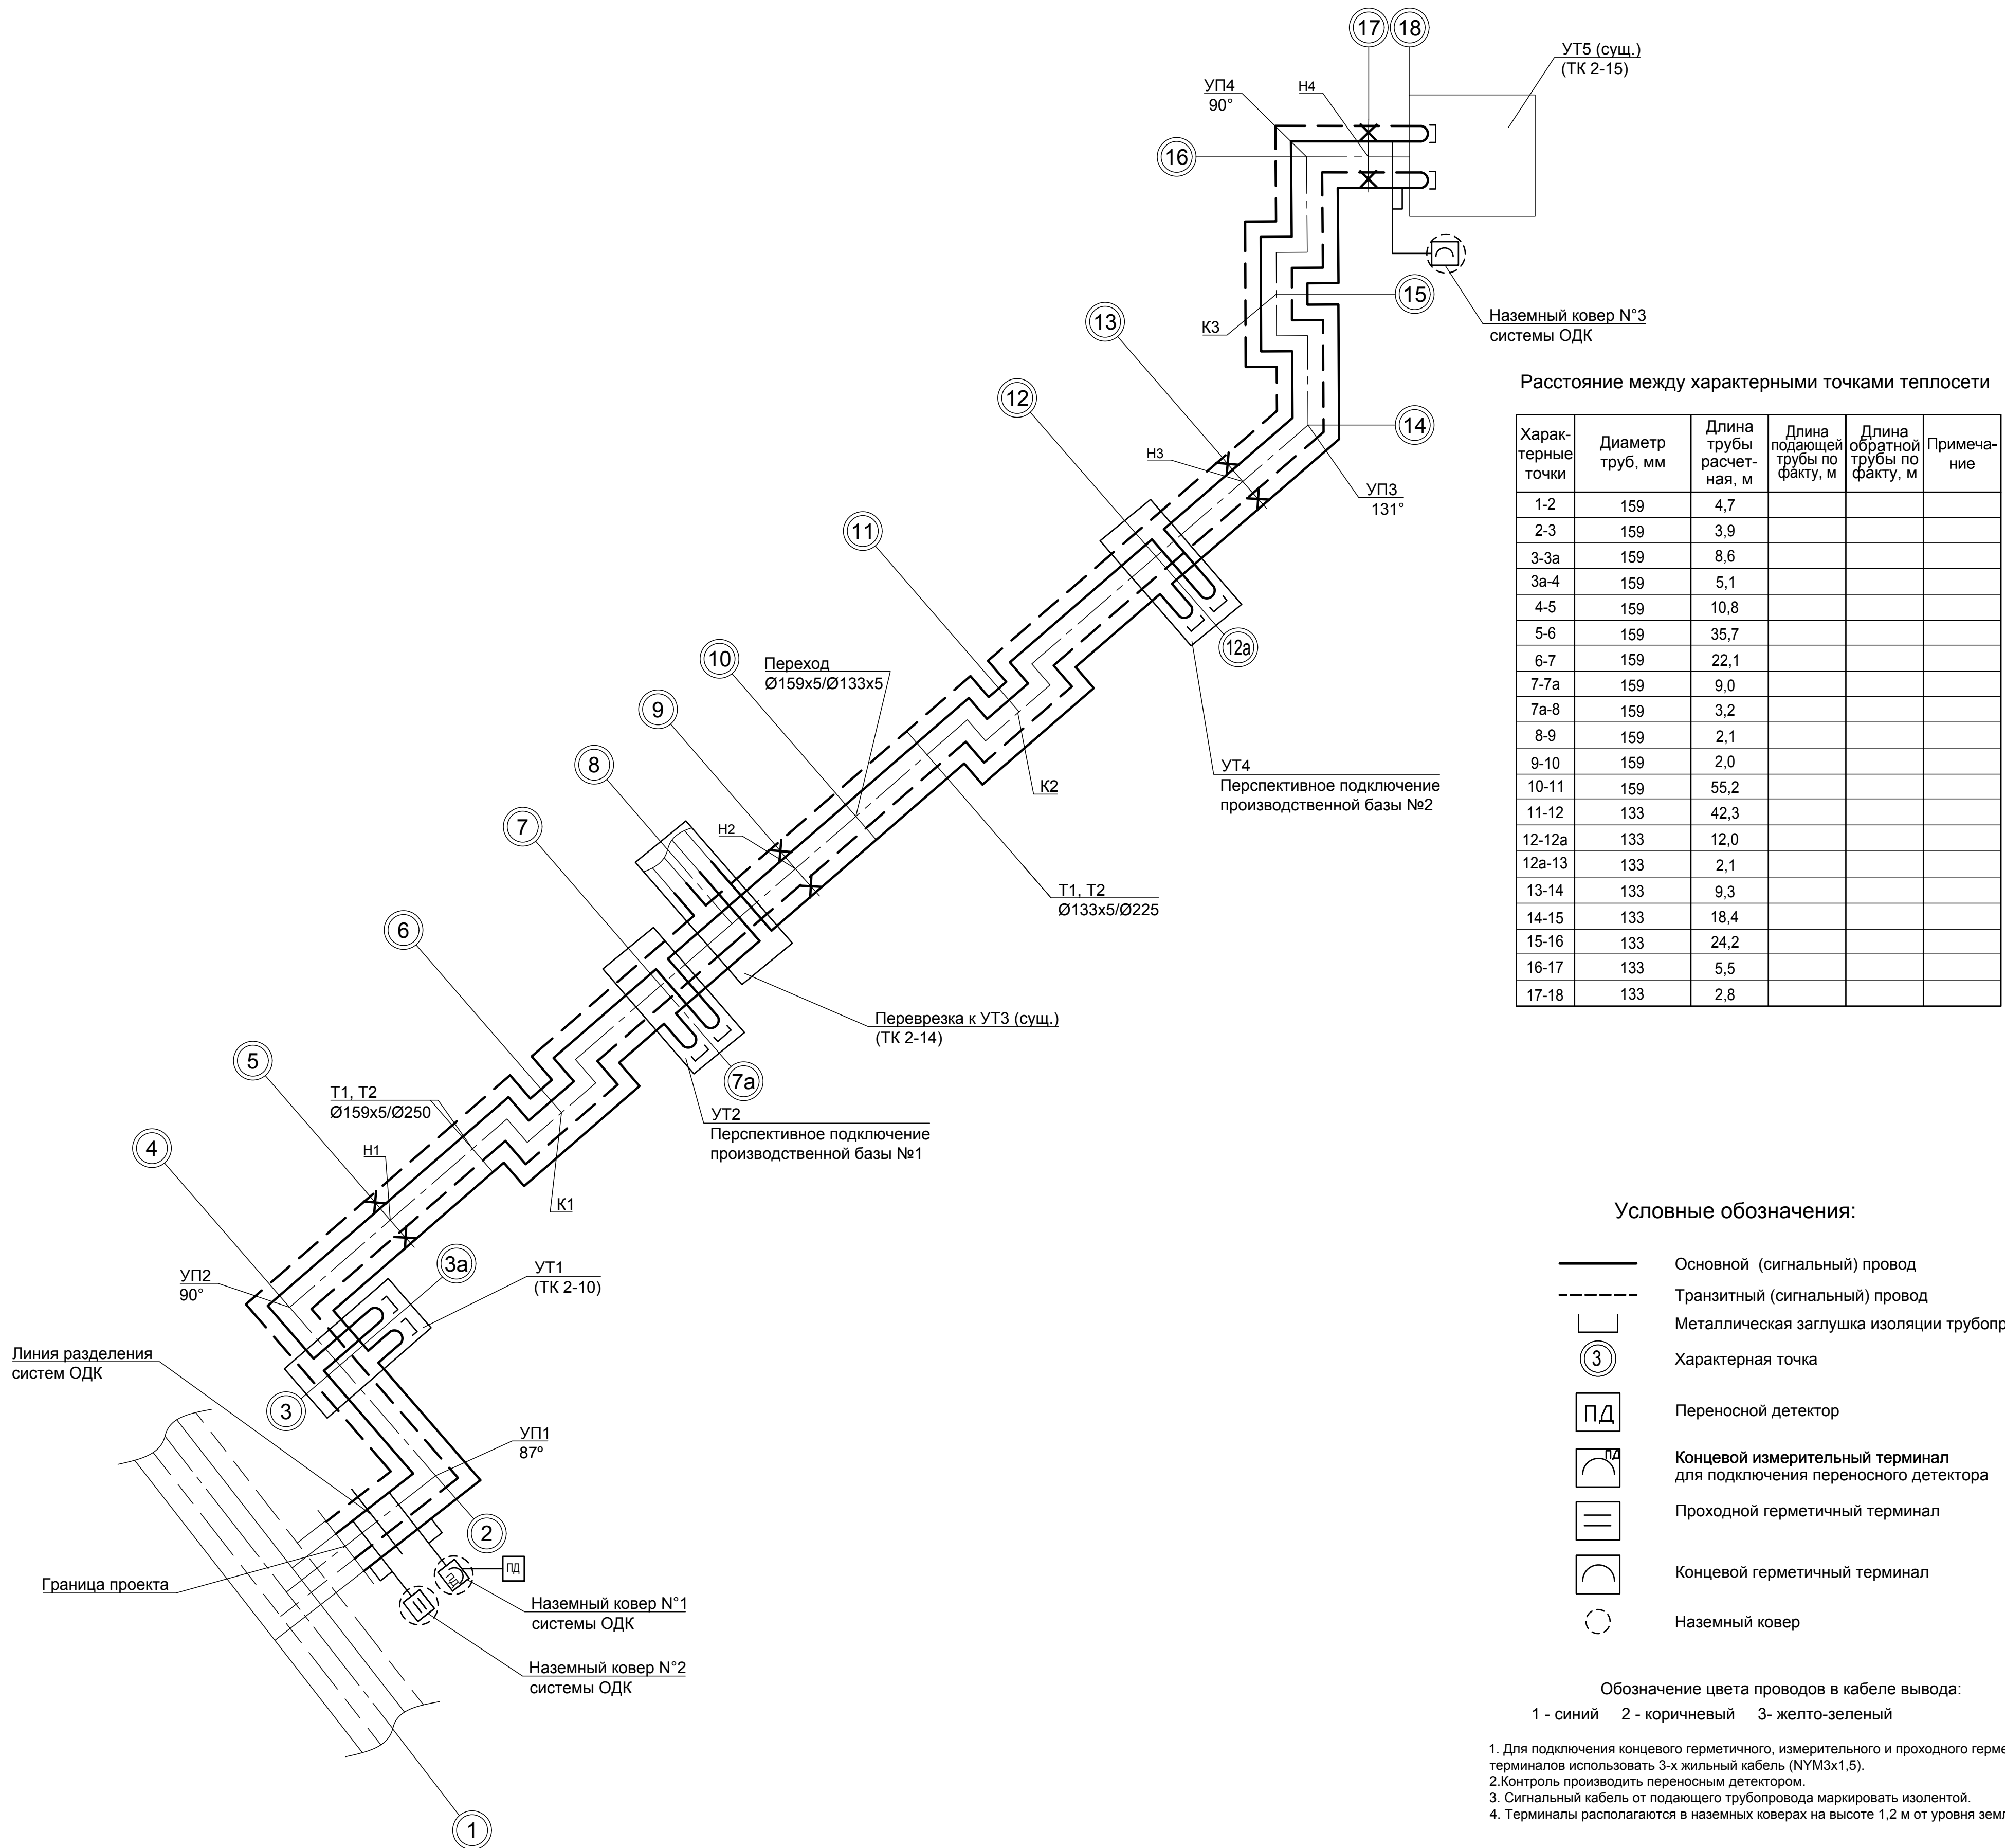 17
18
УТ5 (сущ.)
(ТК 2-15)
УП4
90°
Н4
16
15
К3
Наземный ковер N°3
системы ОДК
13
12
14
Н3
УП3
131°
11
12а
10
Переход
Ø159х5/Ø133х5
9
УТ4
Перспективное подключение
производственной базы №2
К2
8
Н2
7
Т1, Т2
Ø133х5/Ø225
6
Переврезка к УТ3 (сущ.)
(ТК 2-14)
5
7а
Т1, Т2
Ø159х5/Ø250
УТ2
Перспективное подключение
производственной базы №1
4
Н1
К1
3а
УТ1
(ТК 2-10)
УП2
90°
Линия разделения
систем ОДК
3
УП1
87º
2
ПД
ПД
Граница проекта
Наземный ковер N°1
системы ОДК
Наземный ковер N°2
системы ОДК
1
Расстояние между характерными точками теплосети
Харак-
терные
точки
Диаметр
труб, мм
Длина
трубы
расчет-
ная, м
Длина
подающей
трубы по
факту, м
Длина
обратной
трубы по
факту, м
Примеча-
ние
1-2 159 4,7
2-3 159 3,9
3-3а 159 8,6
3а-4 159 5,1
4-5 159 10,8
5-6 159 35,7
6-7 159 22,1
7-7а 159 9,0
7а-8 159 3,2
8-9 159 2,1
9-10 159 2,0
10-11 159 55,2
11-12 133 42,3
12-12а 133 12,0
12а-13 133 2,1
13-14 133 9,3
14-15 133 18,4
15-16 133 24,2
16-17 133 5,5
17-18 133 2,8
Условные обозначения:
Основной (сигнальный) провод
Транзитный (сигнальный) провод
Металлическая заглушка изоляции трубопр
3
Характерная точка
ПД
Переносной детектор
ПД
Концевой измерительный терминал
для подключения переносного детектора
Проходной герметичный терминал
Концевой герметичный терминал
Наземный ковер
Обозначение цвета проводов в кабеле вывода:
1 - синий 2 - коричневый 3- желто-зеленый
1. Для подключения концевого герметичного, измерительного и проходного герме
терминалов использовать 3-х жильный кабель (NYM3x1,5).
2.Контроль производить переносным детектором.
3. Сигнальный кабель от подающего трубопровода маркировать изолентой.
4. Терминалы располагаются в наземных коверах на высоте 1,2 м от уровня земл